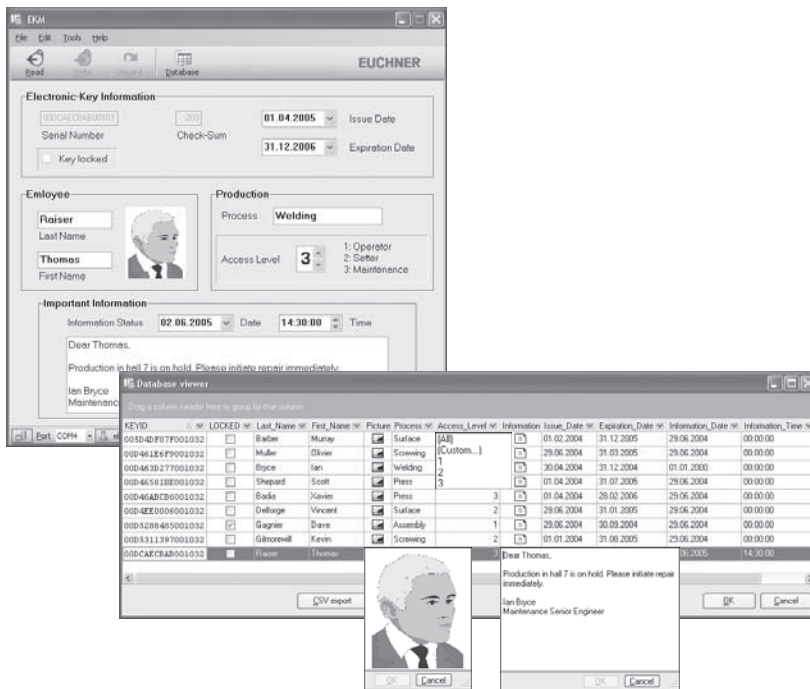 EKM
File Edit Tools Help
Read Write Discard Database
EUCHNER
Electronic-Key Information
01.04.2005 Issue Date
Serial Number Check-Sum
31.12.2006 Expiration Date
Key locked
Emloyee
Raiser
Last Name
Thomas
First Name
Production
Process Welding
Access Level 3
1: Operator
2: Setter
3: Maintenance
Important Information
Information Status 02.06.2005 Date 14:30:00 Time
Dear Thomas,
Production in hall 7 is on hold. Please initiate repair immediately.
Ian Bryce
Maintenance
Port COM4
Database viewer
Drag a column header here to group by that column
KEYID LOCKED Last_Name First_Name Picture Process Access_Level Information Issue_Date Expiration_Date Information_Date Information_Time
005D4DF07F001032 Barber Murray Surface (All) 01.02.2004 31.12.2005 29.06.2004 00:00:00
00D461E6F9001032 Muller Olivier Screwing (Custom...) 29.06.2004 31.03.2005 29.06.2004 00:00:00
00D463D277001032 Bryce Ian Welding 1 30.04.2004 31.12.2004 01.01.2000 00:00:00
00D46581BE001032 Shepard Scott Press 2 01.04.2004 31.07.2005 29.06.2004 00:00:00
3
00D46ABCD6001032 Badia Xavier Press 3 01.04.2004 28.02.2006 29.06.2004 00:00:00
00D4EE0006001032 Delforge Vincent Surface 2 29.06.2004 31.01.2005 29.06.2004 00:00:00
00D5288485001032 Gagnier Dave Assembly 1 29.06.2004 30.09.2004 29.06.2004 00:00:00
00D5311397001032 Gilmorewell Kevin Screwing 2 01.01.2004 31.08.2005 29.06.2004 00:00:00
00DCAECBAB001032 Raiser Thomas 3 14:30:00
CSV export OK Cancel
Dear Thomas,
Production in hall 7 is on hold. Please initiate repair
immediately.
Ian Bryce
Maintenance Senior Engineer
OK Cancel
OK Cancel